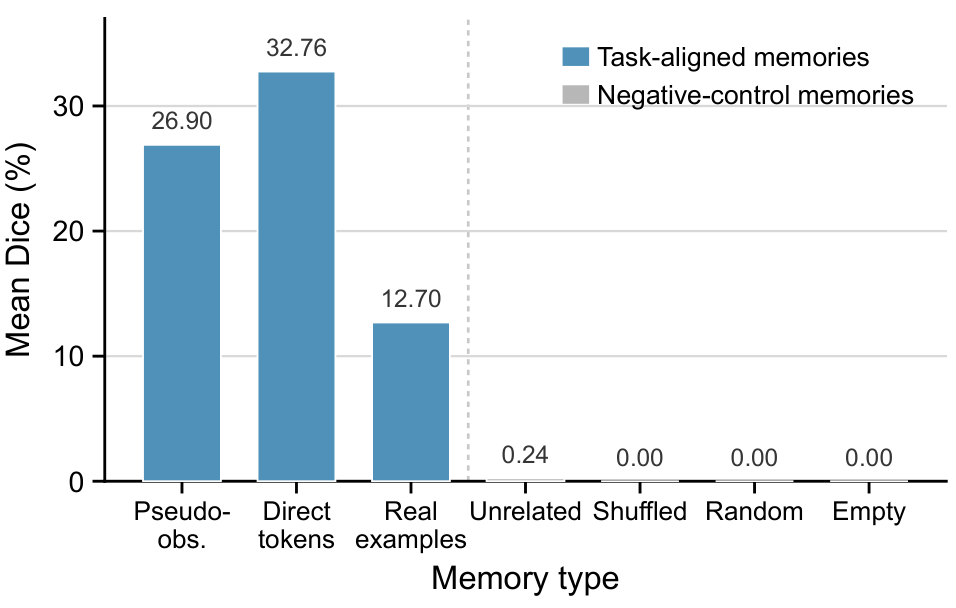 Task-aligned memories
Negative-control memories
Mean Dice (%)
30
20
10
0
26.90
32.76
12.70
0.24
0.00
0.00
0.00
Pseudo-
obs.
Direct
tokens
Real
examples
Unrelated
Shuffled
Random
Empty
Memory type